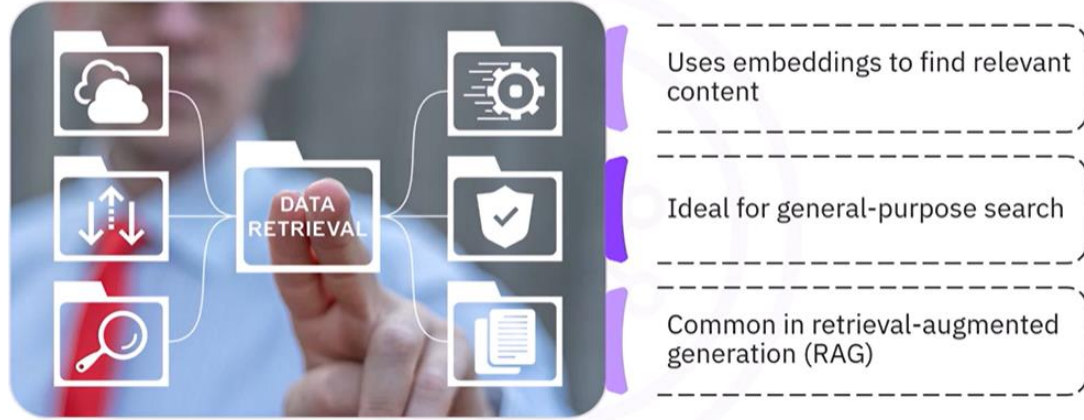 DATA
RETRIEVAL
Uses embeddings to find relevant
content
Ideal for general-purpose search
Common in retrieval-augmented
generation (RAG)